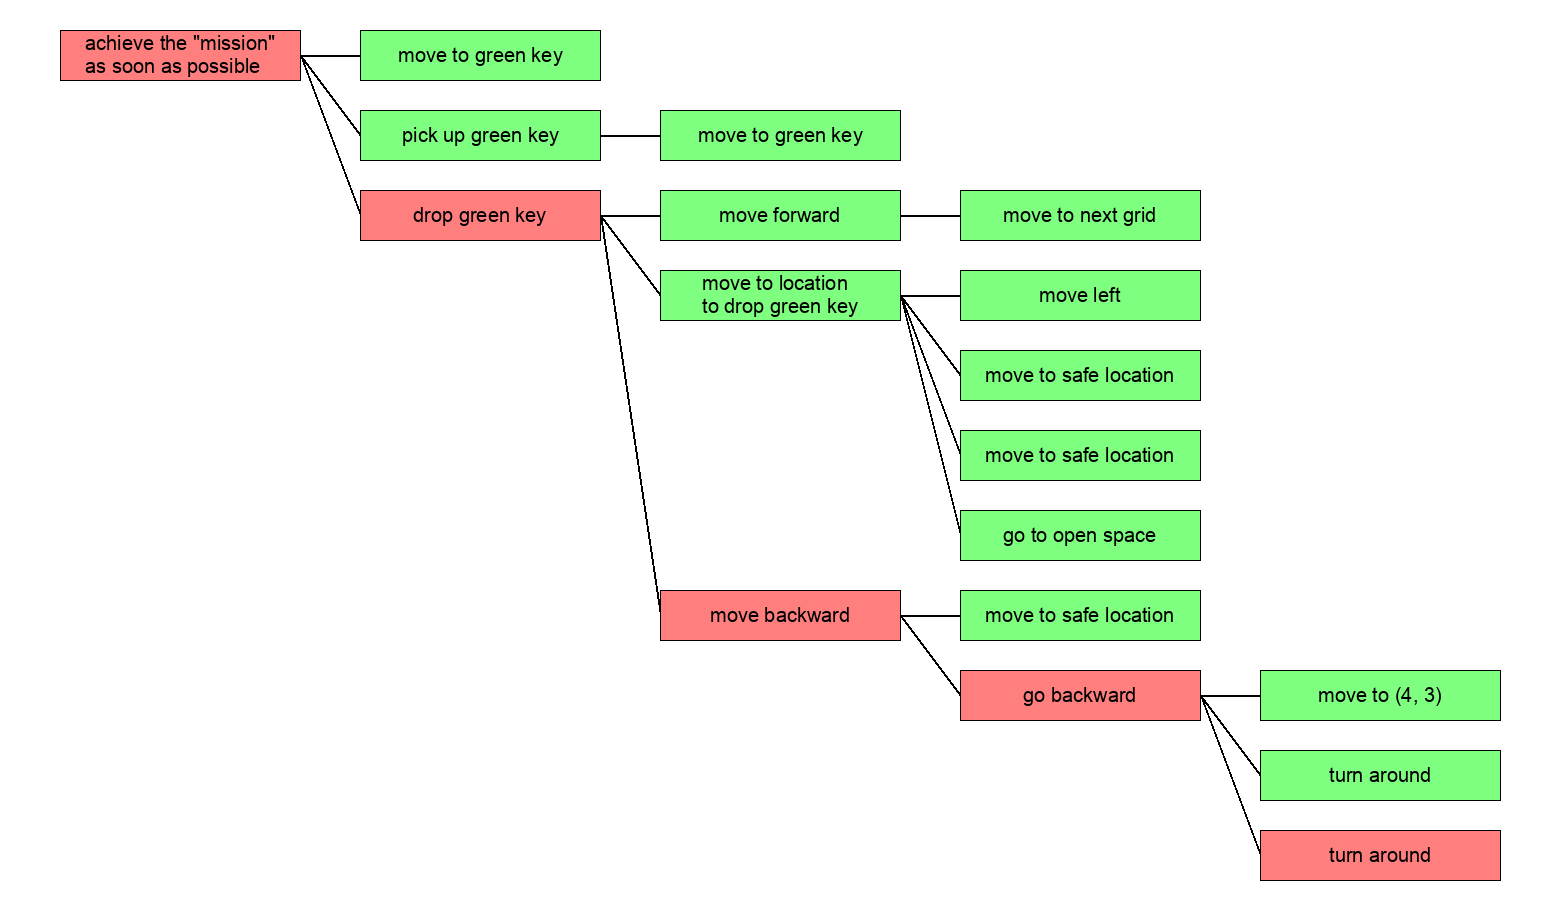 achieve the "mission"
as soon as possible
move to green key
pick up green key
move to green key
drop green key
move forward
move to next grid
move to location
to drop green key
move left
move to safe location
move to safe location
go to open space
move backward
move to safe location
go backward
move to (4, 3)
turn around
turn around